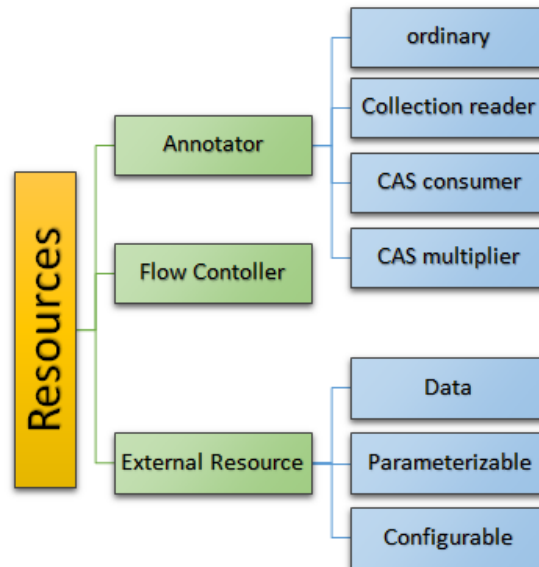 Resources
Annotator
ordinary
Collection reader
CAS consumer
CAS multiplier
Flow Contoller
External Resource
Data
Parameterizable
Configurable